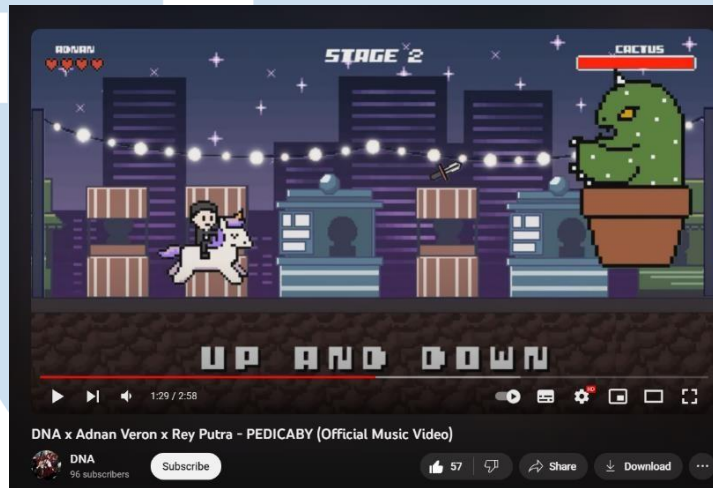 ADNAN
STAGE 2
CACTUS
UP AND DOWN
1:29 / 2:58
HD
DNA x Adnan Veron x Rey Putra - PEDICABY (Official Music Video)
DNA
96 subscribers
Subscribe
57
Share
Download